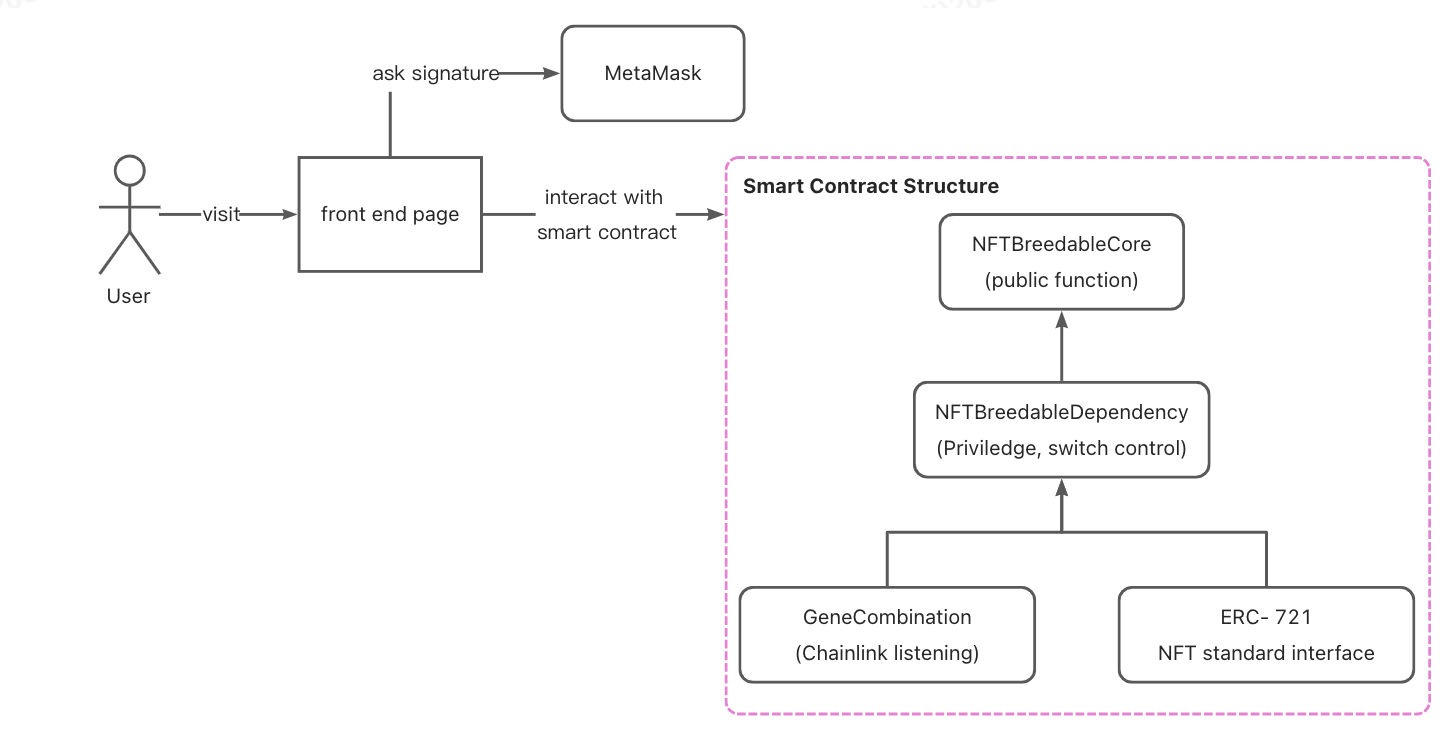 ask signature
MetaMask
visit
front end page
interact with
smart contract
User
Smart Contract Structure
NFTBreedableCore
(public function)
NFTBreedableDependency
(Priviledge, switch control)
GeneCombination
(Chainlink listening)
ERC- 721
NFT standard interface